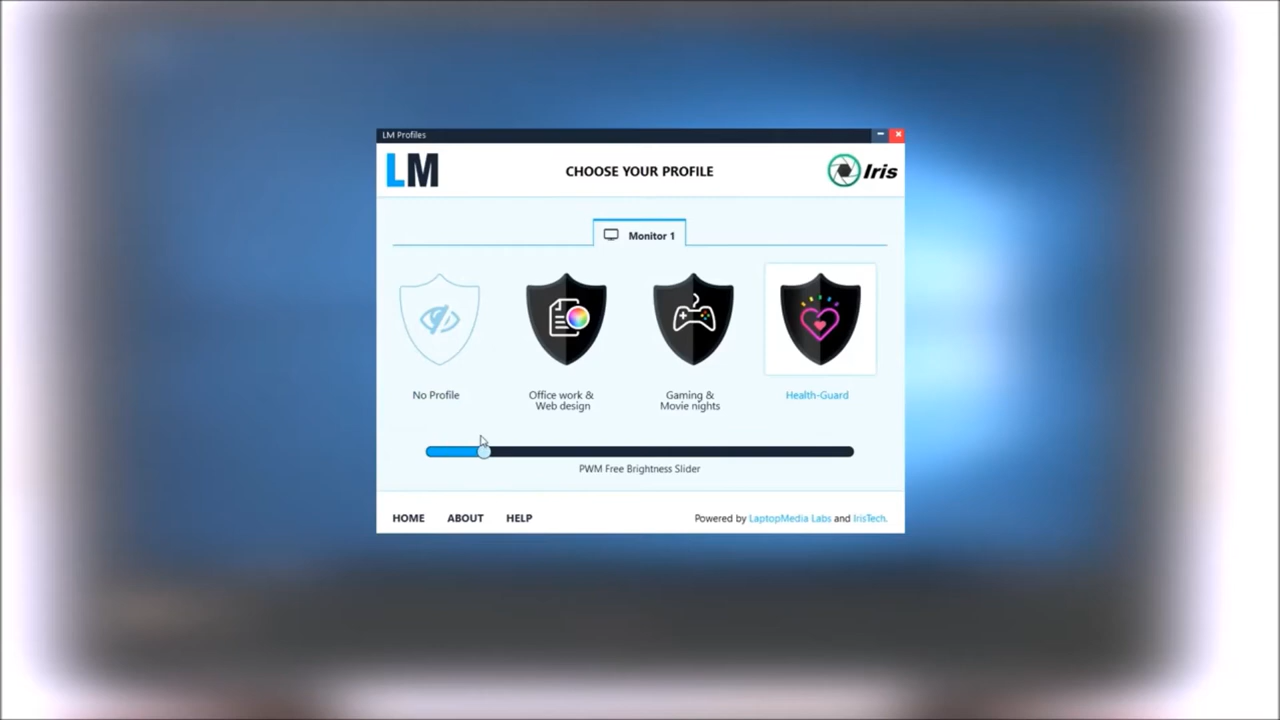 LM Profiles
LM
CHOOSE YOUR PROFILE
Iris
Monitor 1
No Profile
Office work &
Web design
Gaming &
Movie nights
Health-Guard
PWM Free Brightness Slider
HOME ABOUT HELP
Powered by LaptopMedia Labs and IrisTech.